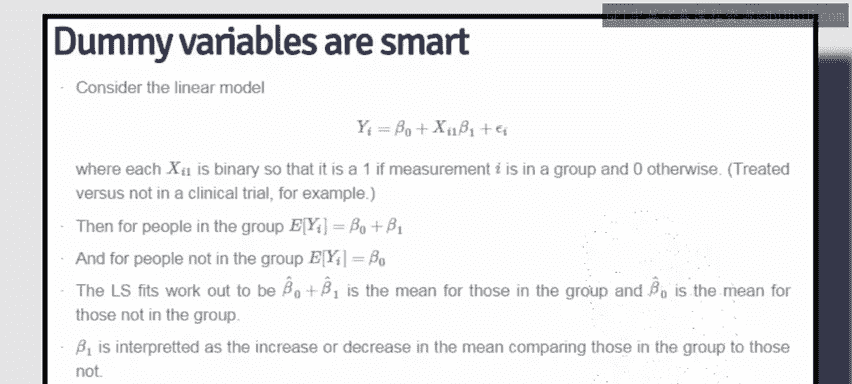 Dummy variables are smart
· Consider the linear model
Yᵢ = β₀ + Xᵢ₁β₁ + ϵᵢ
where each Xᵢ₁ is binary so that it is a 1 if measurement i is in a group and 0 otherwise. (Treated
versus not in a clinical trial, for example.)
· Then for people in the group E[Yᵢ] = β₀ + β₁
· And for people not in the group E[Yᵢ] = β₀
· The LS fits work out to be β̂₀ + β̂₁ is the mean for those in the group and β̂₀ is the mean for
those not in the group.
· β₁ is interpretted as the increase or decrease in the mean comparing those in the group to those
not.